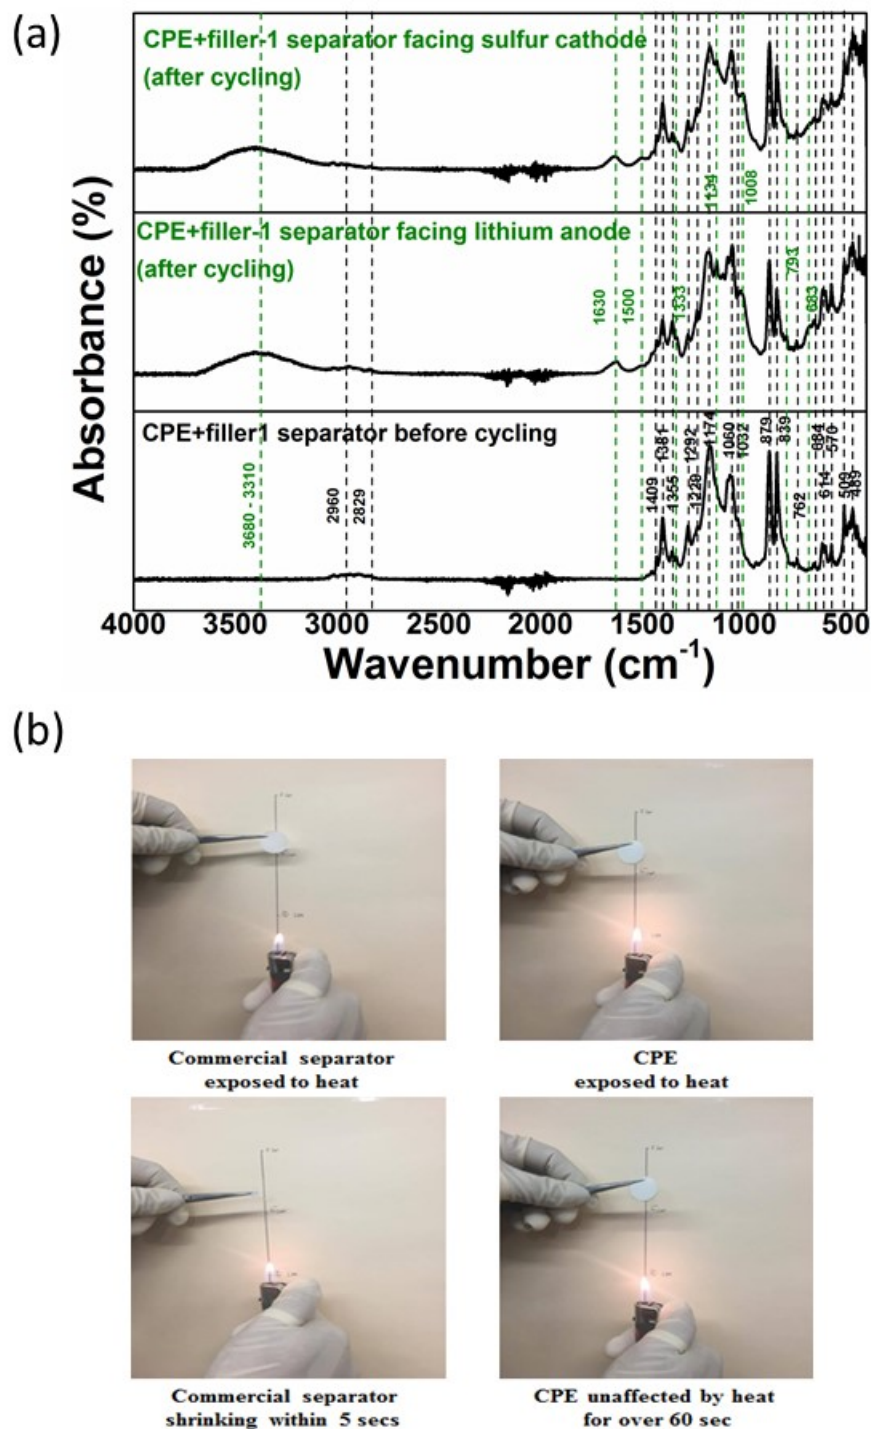 (a)
CPE+filler-1 separator facing sulfur cathode
(after cycling)
1134
1008
CPE+filler-1 separator facing lithium anode
(after cycling)
1630
1500
1333
793
683
CPE+filler1 separator before cycling
3680 - 3310
2960
2829
1409
1381
1355
1292
1229
1174
1060
1032
879
839
762
684
614
570
509
489
Absorbance (%)
4000 3500 3000 2500 2000 1500 1000 500
Wavenumber (cm⁻¹)
(b)
Commercial separator
exposed to heat
CPE
exposed to heat
Commercial separator
shrinking within 5 secs
CPE unaffected by heat
for over 60 sec